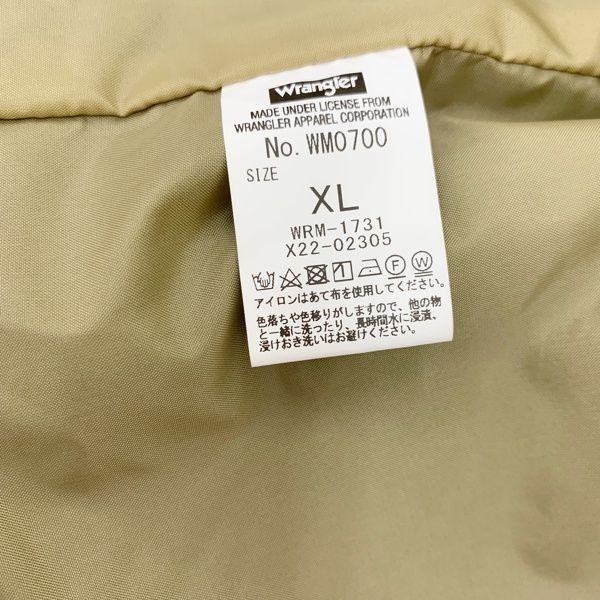 Wrangler
MADE UNDER LICENSE FROM
WRANGLER APPAREL CORPORATION
No. WM0700
SIZE
XL
WRM-1731
X22-02305
F W
アイロンはあて布を使用してください。
色落ちや色移りがしますので、他の物
と一緒に洗ったり、長時間水に浸漬、
浸けおき洗いはお避けください。